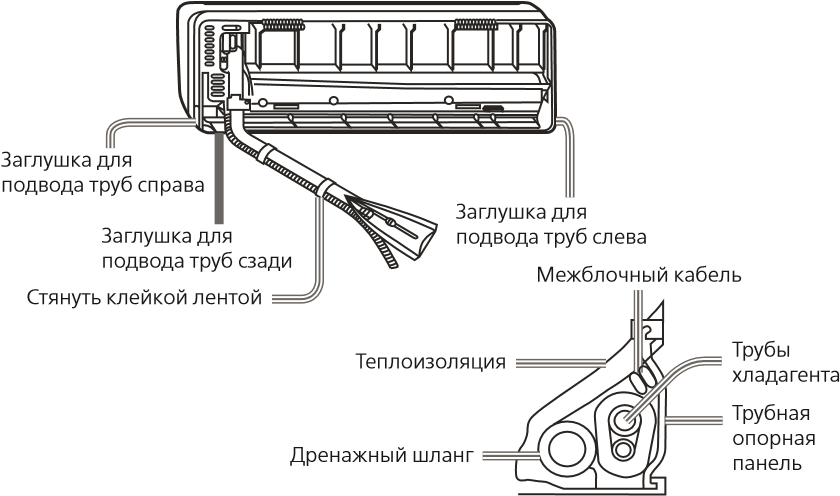 Заглушка для
подвода труб справа
Заглушка для
подвода труб сзади
Стянуть клейкой лентой
Заглушка для
подвода труб слева
Межблочный кабель
Теплоизоляция
Трубы
хладагента
Трубная
опорная
панель
Дренажный шланг